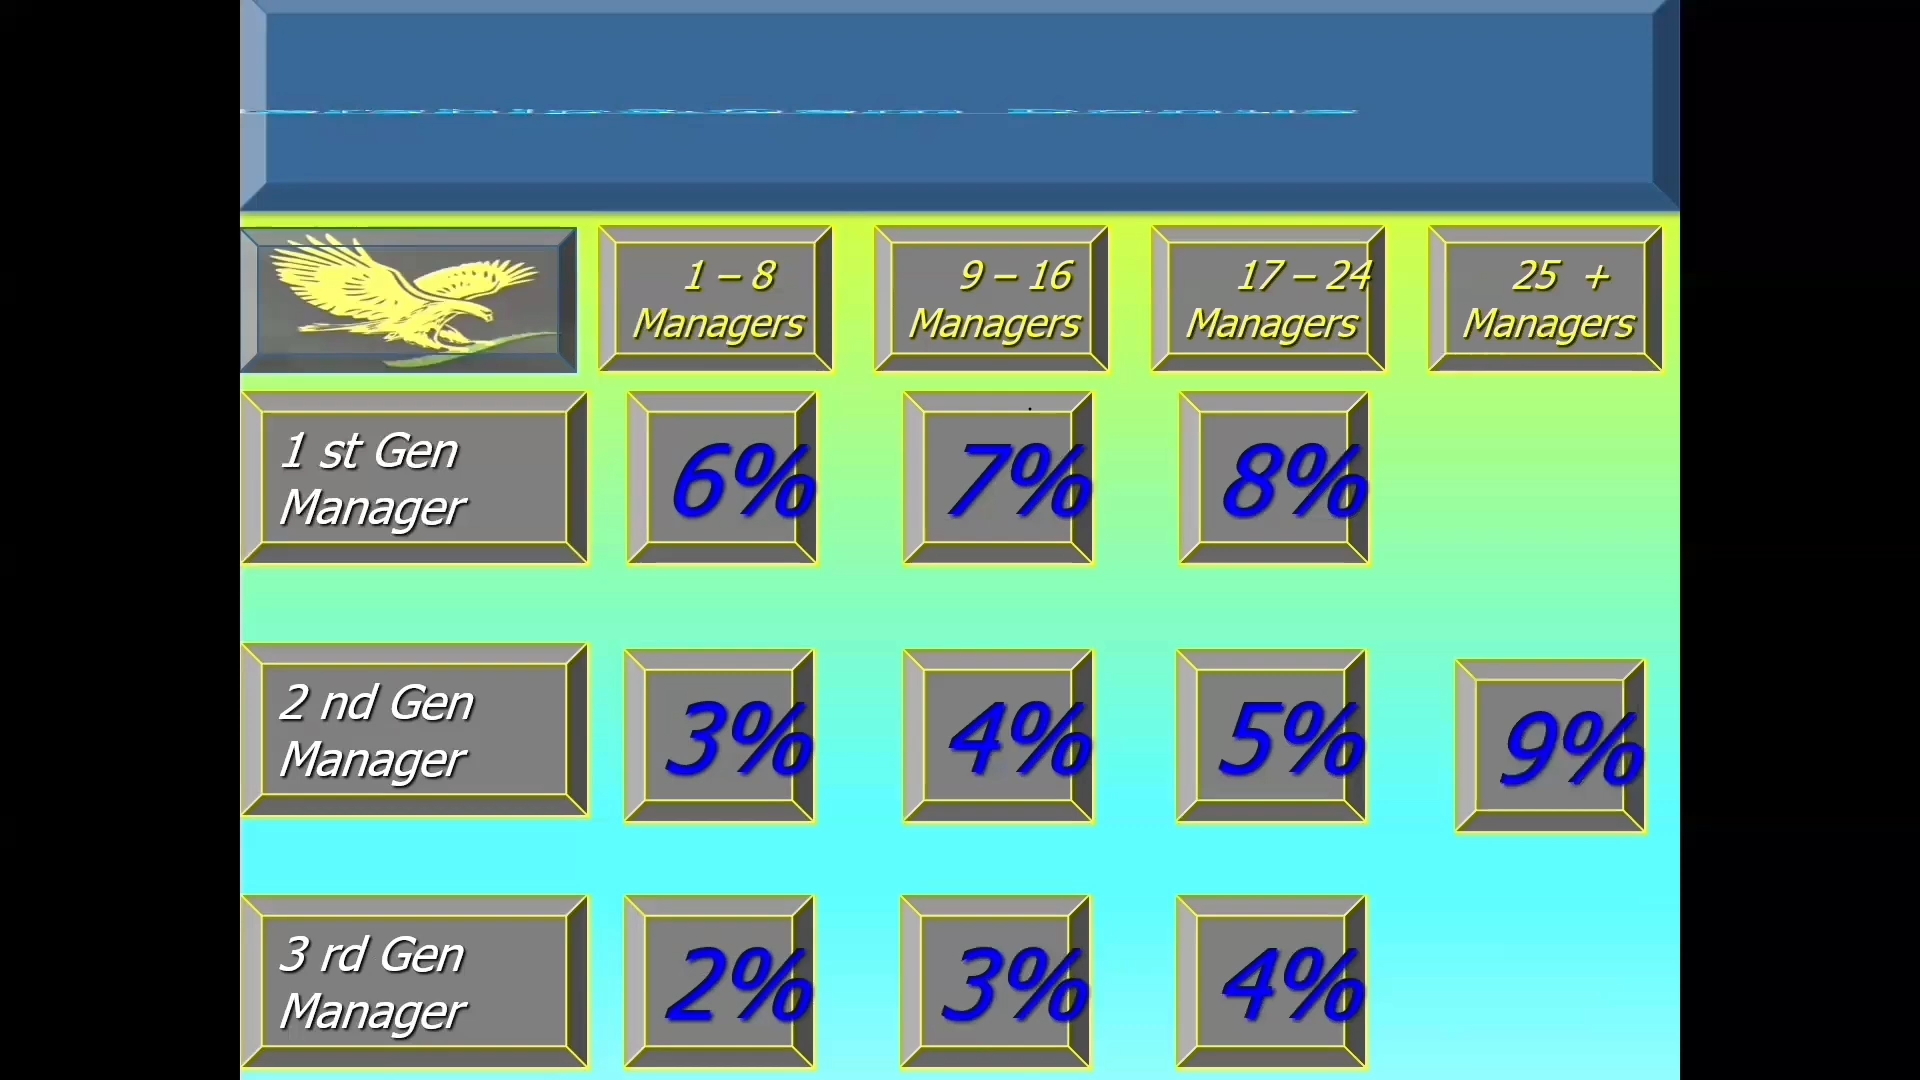 1 – 8
Managers
9 – 16
Managers
17 – 24
Managers
25 +
Managers
1 st Gen
Manager
6%
7%
8%
2 nd Gen
Manager
3%
4%
5%
9%
3 rd Gen
Manager
2%
3%
4%